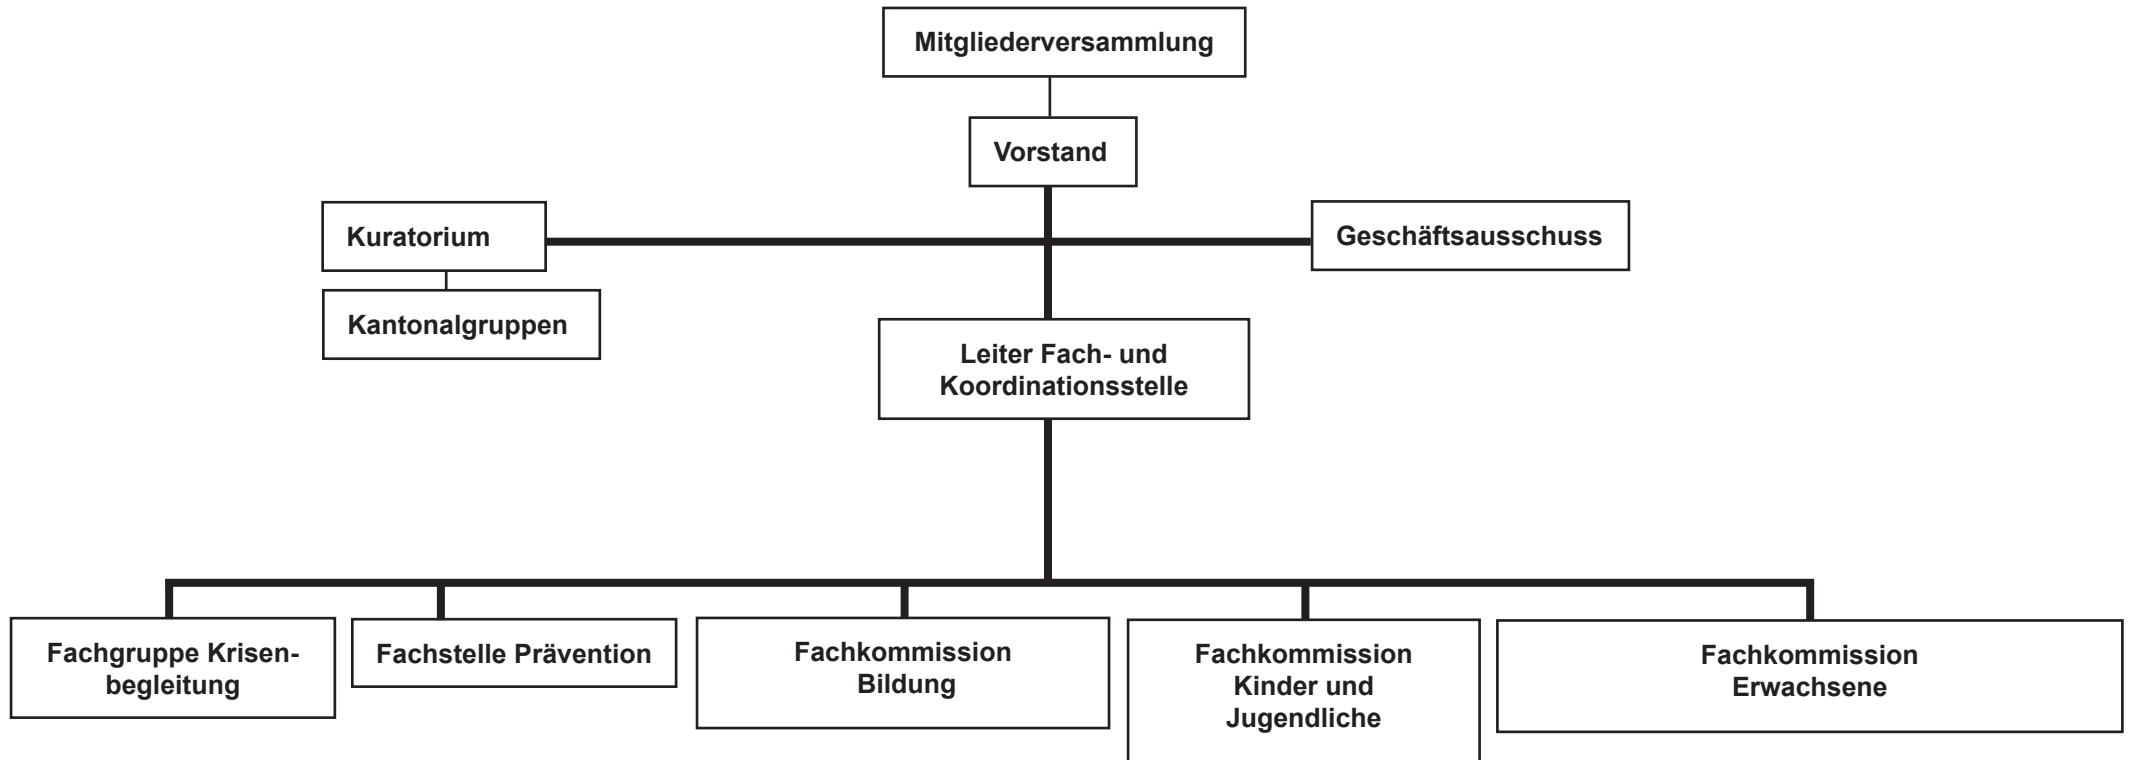 Mitgliederversammlung
Vorstand
Kuratorium
Geschäftsausschuss
Kantonalgruppen
Leiter Fach- und
Koordinationsstelle
Fachgruppe Krisen-
begleitung
Fachstelle Prävention
Fachkommission
Bildung
Fachkommission
Kinder und
Jugendliche
Fachkommission
Erwachsene